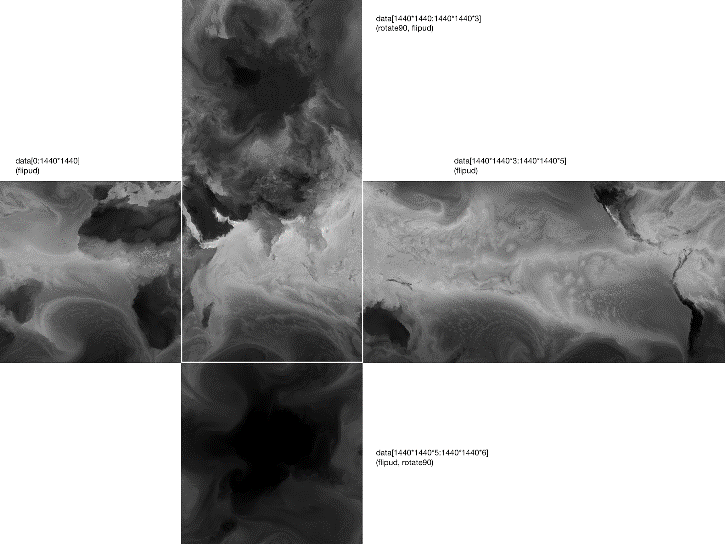 data[1440*1440:1440*1440*3]
(rotate90, flipud)
data[0:1440*1440]
(flipud)
data[1440*1440*3:1440*1440*5]
(flipud)
data[1440*1440*5:1440*1440*6]
(flipud, rotate90)